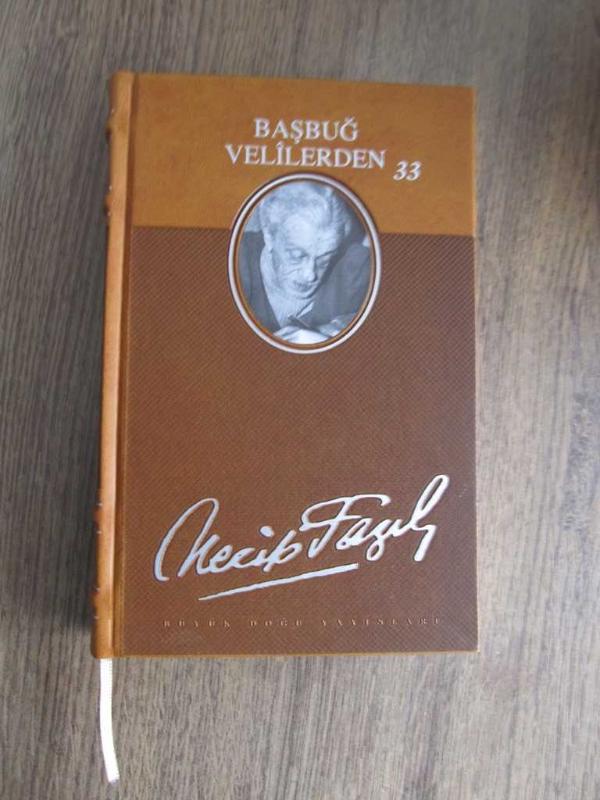 BAŞBUĞ
VELÎLERDEN 33
Necip Fazıl
BÜYÜK DOĞU YAYINLARI